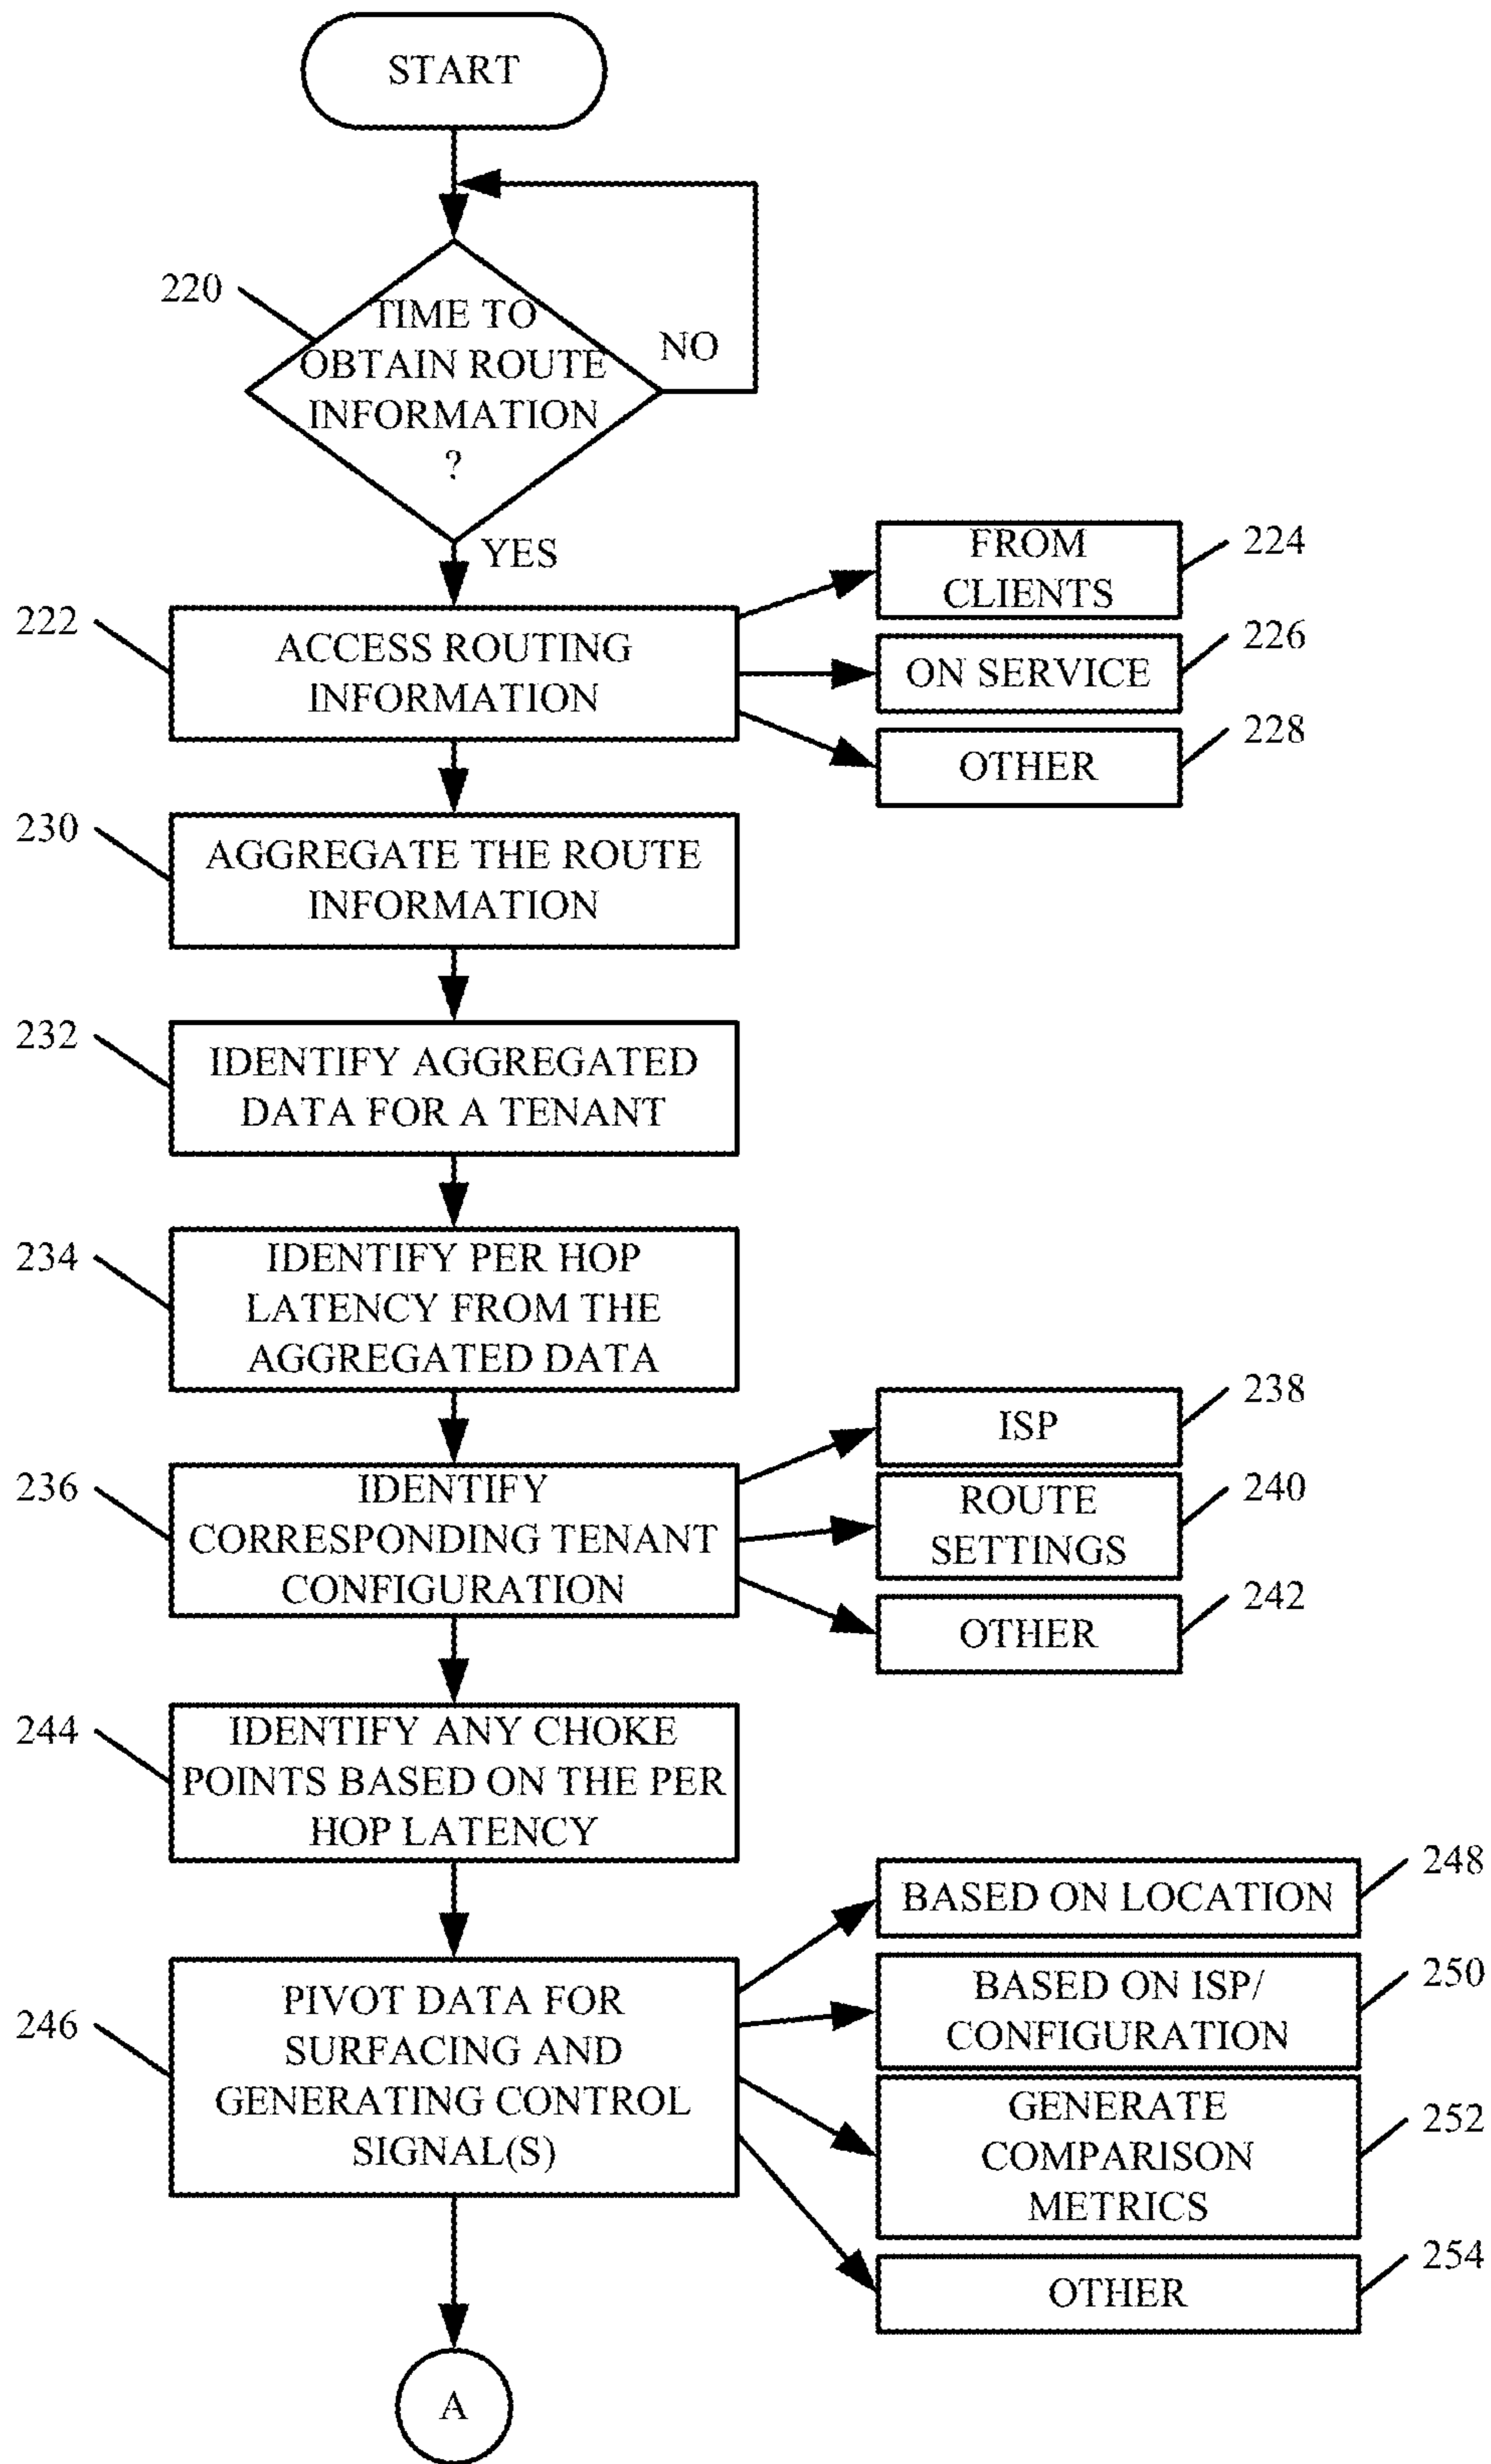 START
220
TIME TO
OBTAIN ROUTE
INFORMATION
?
NO
YES
222
ACCESS ROUTING
INFORMATION
FROM
CLIENTS
224
ON SERVICE
226
OTHER
228
230
AGGREGATE THE ROUTE
INFORMATION
232
IDENTIFY AGGREGATED
DATA FOR A TENANT
234
IDENTIFY PER HOP
LATENCY FROM THE
AGGREGATED DATA
236
IDENTIFY
CORRESPONDING TENANT
CONFIGURATION
ISP
238
ROUTE
SETTINGS
240
OTHER
242
244
IDENTIFY ANY CHOKE
POINTS BASED ON THE PER
HOP LATENCY
246
PIVOT DATA FOR
SURFACING AND
GENERATING CONTROL
SIGNAL(S)
BASED ON LOCATION
248
BASED ON ISP/
CONFIGURATION
250
GENERATE
COMPARISON
METRICS
252
OTHER
254
A